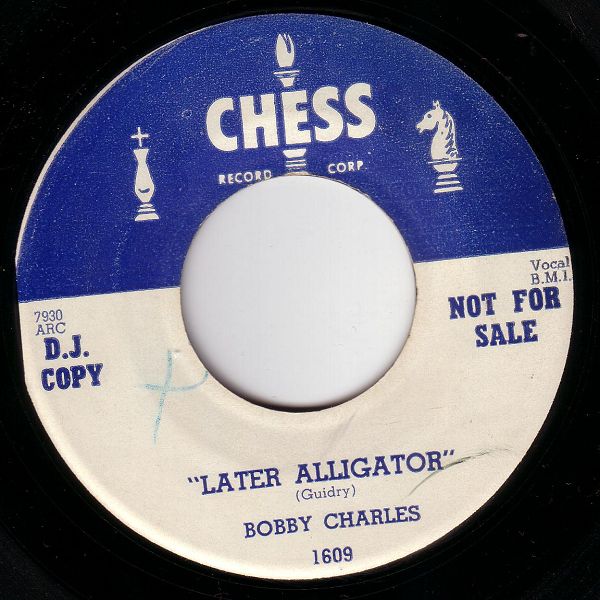 CHESS
RECORD CORP.
Vocal
B.M.I.
7930
ARC
D.J.
COPY
NOT FOR
SALE
"LATER ALLIGATOR"
(Guidry)
BOBBY CHARLES
1609